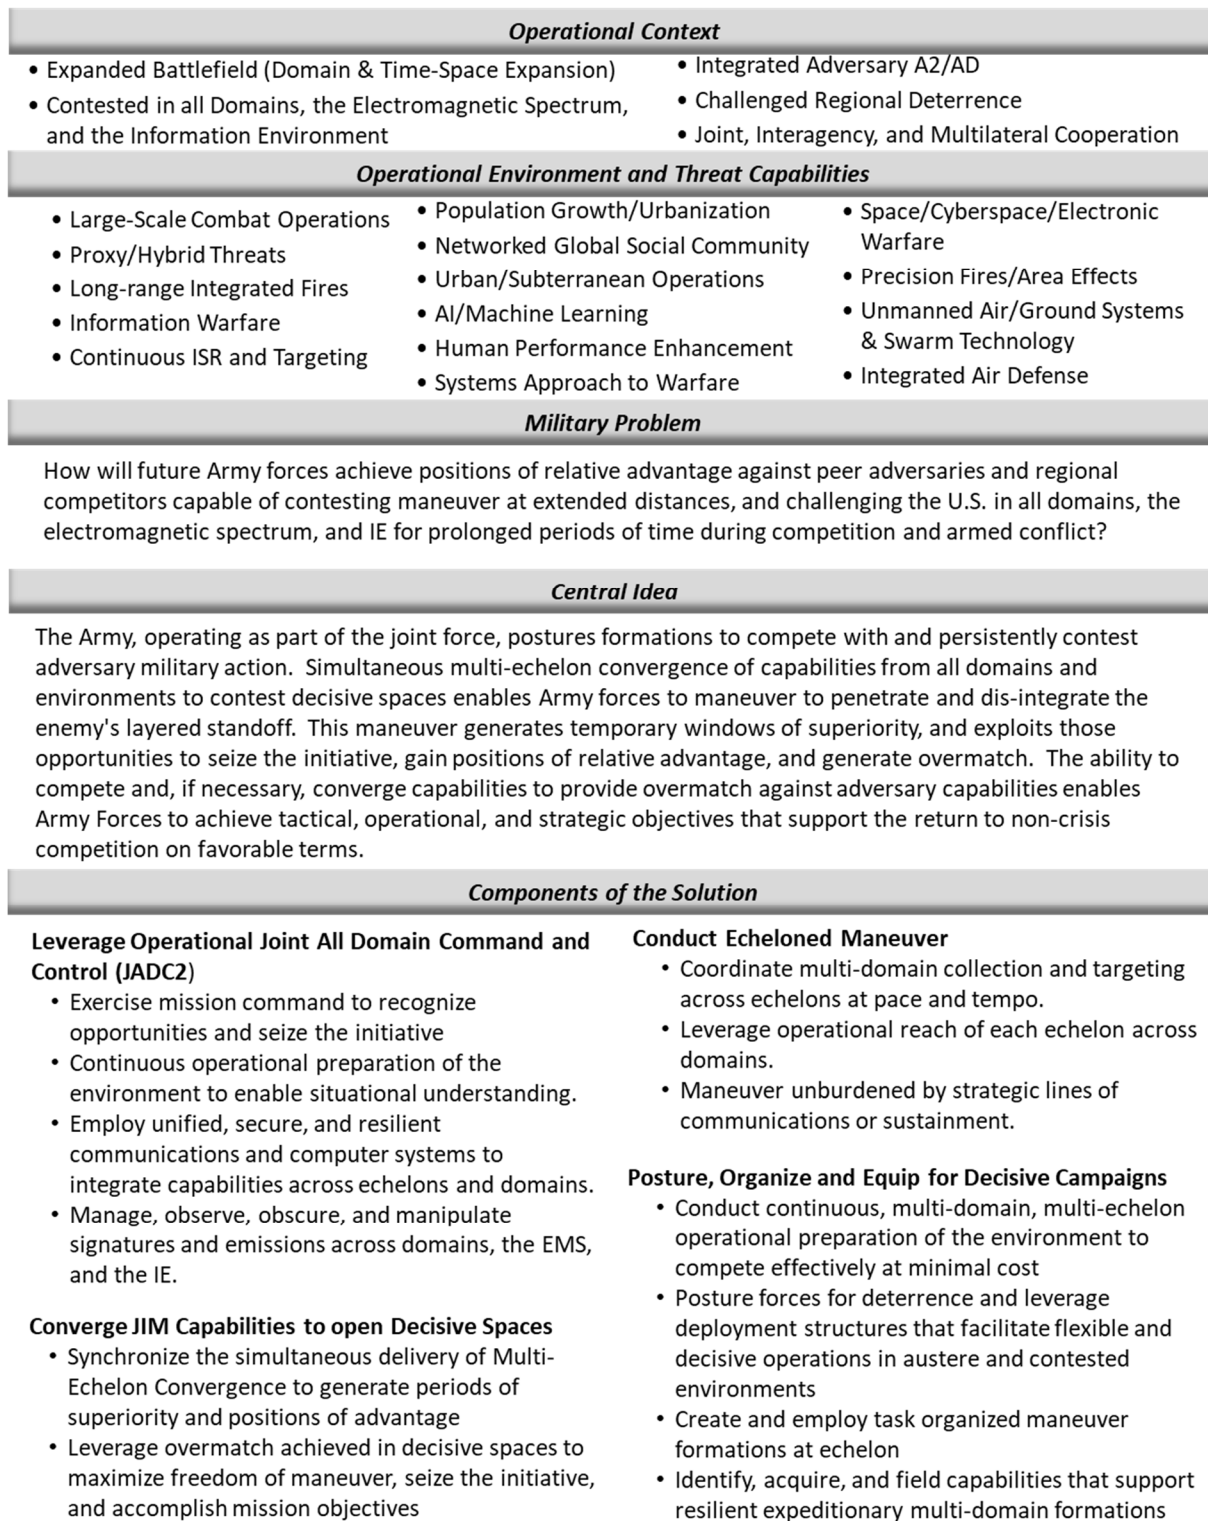 Operational Context
• Expanded Battlefield (Domain & Time-Space Expansion)
• Contested in all Domains, the Electromagnetic Spectrum,
and the Information Environment
• Integrated Adversary A2/AD
• Challenged Regional Deterrence
• Joint, Interagency, and Multilateral Cooperation
Operational Environment and Threat Capabilities
• Large-Scale Combat Operations
• Proxy/Hybrid Threats
• Long-range Integrated Fires
• Information Warfare
• Continuous ISR and Targeting
• Population Growth/Urbanization
• Networked Global Social Community
• Urban/Subterranean Operations
• AI/Machine Learning
• Human Performance Enhancement
• Systems Approach to Warfare
• Space/Cyberspace/Electronic
Warfare
• Precision Fires/Area Effects
• Unmanned Air/Ground Systems
& Swarm Technology
• Integrated Air Defense
Military Problem
How will future Army forces achieve positions of relative advantage against peer adversaries and regional
competitors capable of contesting maneuver at extended distances, and challenging the U.S. in all domains, the
electromagnetic spectrum, and IE for prolonged periods of time during competition and armed conflict?
Central Idea
The Army, operating as part of the joint force, postures formations to compete with and persistently contest
adversary military action. Simultaneous multi-echelon convergence of capabilities from all domains and
environments to contest decisive spaces enables Army forces to maneuver to penetrate and dis-integrate the
enemy's layered standoff. This maneuver generates temporary windows of superiority, and exploits those
opportunities to seize the initiative, gain positions of relative advantage, and generate overmatch. The ability to
compete and, if necessary, converge capabilities to provide overmatch against adversary capabilities enables
Army Forces to achieve tactical, operational, and strategic objectives that support the return to non-crisis
competition on favorable terms.
Components of the Solution
Leverage Operational Joint All Domain Command and
Control (JADC2)
• Exercise mission command to recognize
opportunities and seize the initiative
• Continuous operational preparation of the
environment to enable situational understanding.
• Employ unified, secure, and resilient
communications and computer systems to
integrate capabilities across echelons and domains.
• Manage, observe, obscure, and manipulate
signatures and emissions across domains, the EMS,
and the IE.
Converge JIM Capabilities to open Decisive Spaces
• Synchronize the simultaneous delivery of Multi-
Echelon Convergence to generate periods of
superiority and positions of advantage
• Leverage overmatch achieved in decisive spaces to
maximize freedom of maneuver, seize the initiative,
and accomplish mission objectives
Conduct Echeloned Maneuver
• Coordinate multi-domain collection and targeting
across echelons at pace and tempo.
• Leverage operational reach of each echelon across
domains.
• Maneuver unburdened by strategic lines of
communications or sustainment.
Posture, Organize and Equip for Decisive Campaigns
• Conduct continuous, multi-domain, multi-echelon
operational preparation of the environment to
compete effectively at minimal cost
• Posture forces for deterrence and leverage
deployment structures that facilitate flexible and
decisive operations in austere and contested
environments
• Create and employ task organized maneuver
formations at echelon
• Identify, acquire, and field capabilities that support
resilient expeditionary multi-domain formations